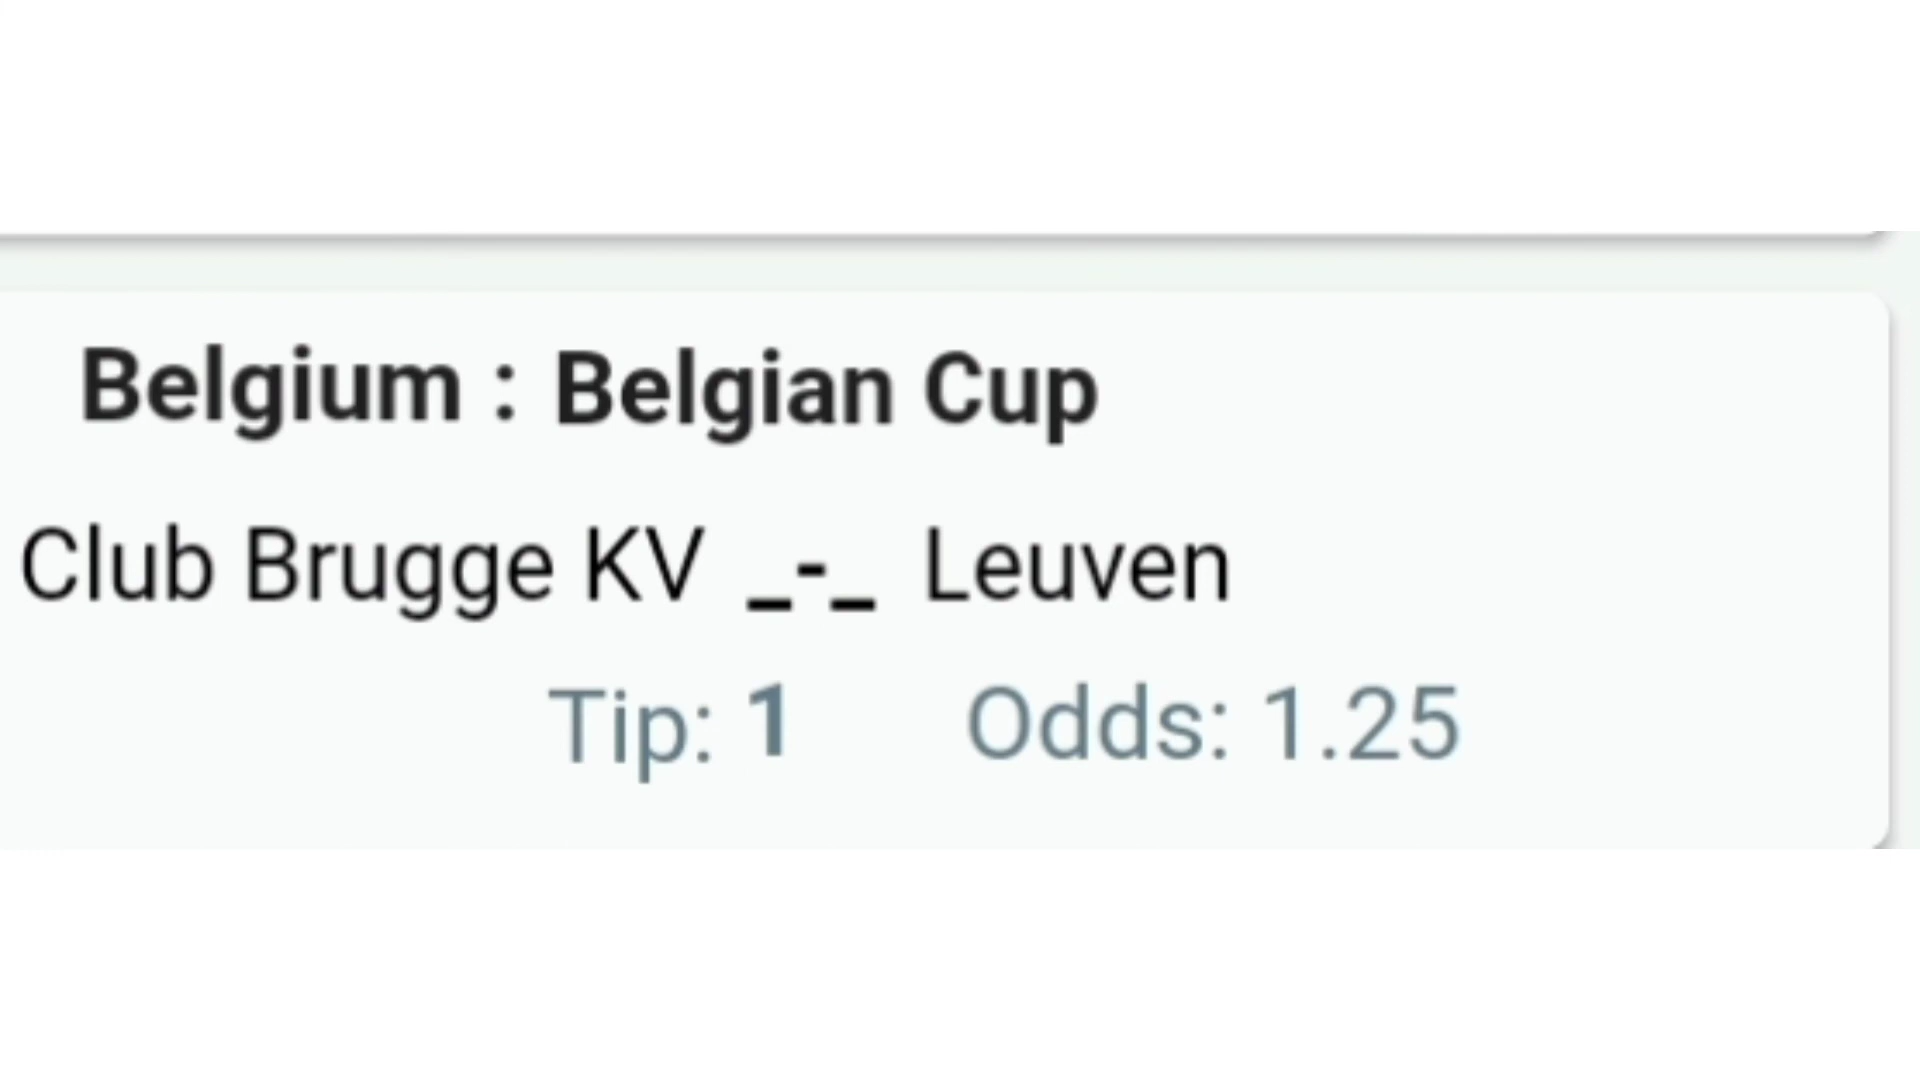 Belgium : Belgian Cup
Club Brugge KV _-_ Leuven
Tip: 1 Odds: 1.25